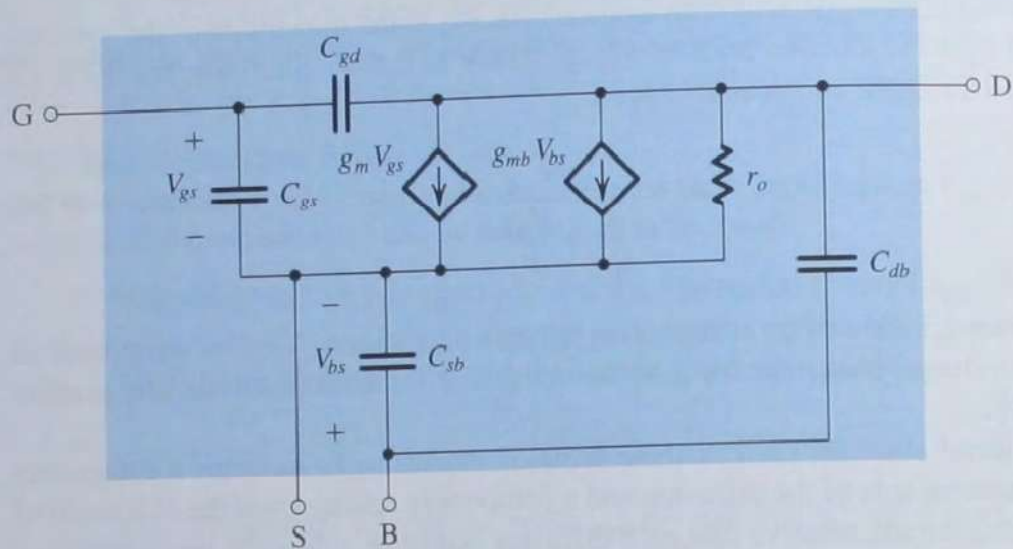 C_gd
G
D
+
g_m V_gs
g_mb V_bs
r_o
V_gs
C_gs
−
C_db
−
V_bs
C_sb
+
S
B